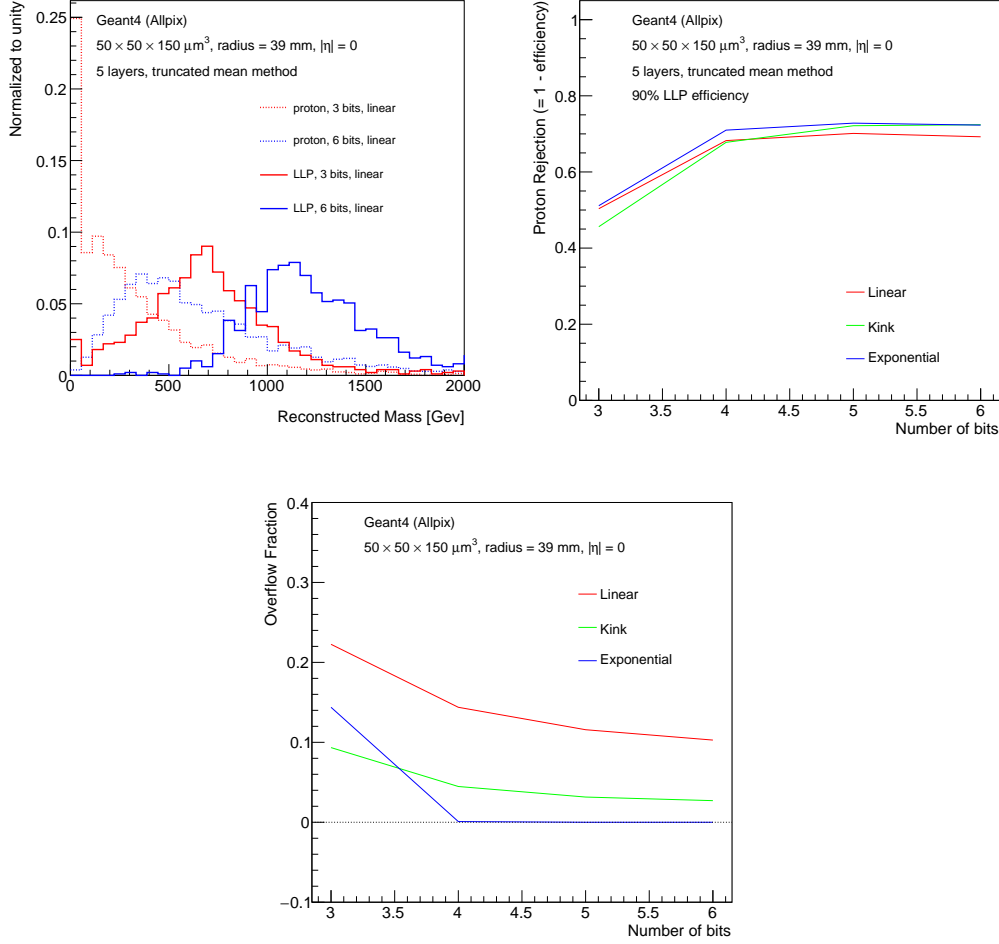 Normalized to unity
0.25
0.2
0.15
0.1
0.05
0
Geant4 (Allpix)
50 × 50 × 150 μm³, radius = 39 mm, |η| = 0
5 layers, truncated mean method
proton, 3 bits, linear
proton, 6 bits, linear
LLP, 3 bits, linear
LLP, 6 bits, linear
0 500 1000 1500 2000
Reconstructed Mass [Gev]
Proton Rejection (= 1 - efficiency)
1
0.8
0.6
0.4
0.2
0
Geant4 (Allpix)
50 × 50 × 150 μm³, radius = 39 mm, |η| = 0
5 layers, truncated mean method
90% LLP efficiency
Linear
Kink
Exponential
3 3.5 4 4.5 5 5.5 6
Number of bits
Overflow Fraction
0.4
0.3
0.2
0.1
0
−0.1
Geant4 (Allpix)
50 × 50 × 150 μm³, radius = 39 mm, |η| = 0
Linear
Kink
Exponential
3 3.5 4 4.5 5 5.5 6
Number of bits